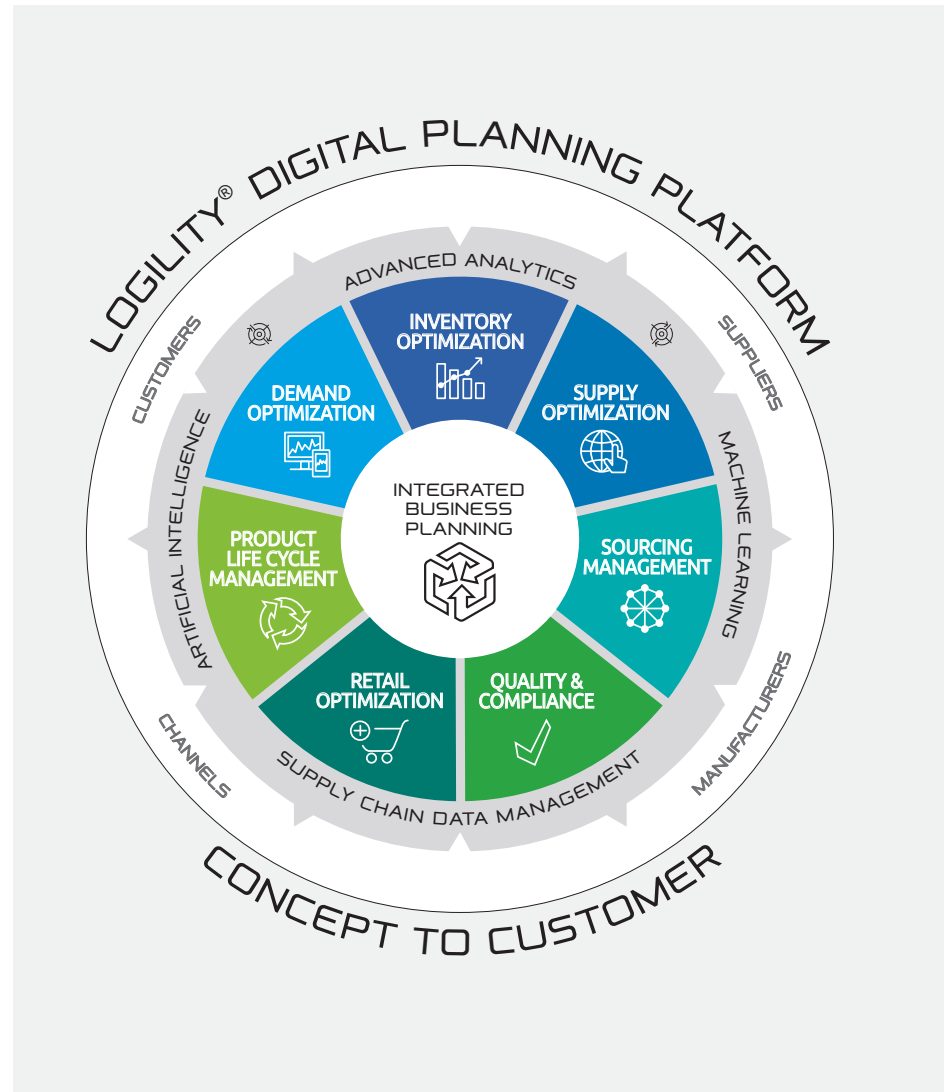 LOGILITY® DIGITAL PLANNING PLATFORM
CUSTOMERS
SUPPLIERS
ADVANCED ANALYTICS
ARTIFICIAL INTELLIGENCE
MACHINE LEARNING
INVENTORY
OPTIMIZATION
DEMAND
OPTIMIZATION
SUPPLY
OPTIMIZATION
INTEGRATED
BUSINESS
PLANNING
PRODUCT
LIFE CYCLE
MANAGEMENT
SOURCING
MANAGEMENT
RETAIL
OPTIMIZATION
QUALITY &
COMPLIANCE
SUPPLY CHAIN DATA MANAGEMENT
CHANNELS
MANUFACTURERS
CONCEPT TO CUSTOMER